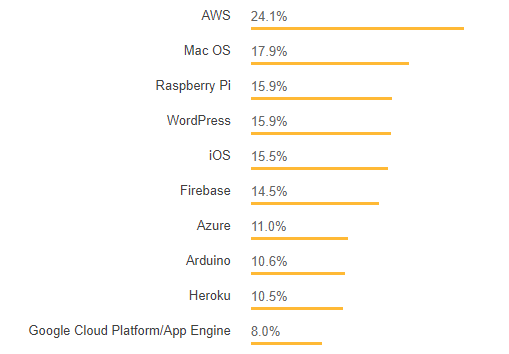 AWS 24.1%
Mac OS 17.9%
Raspberry Pi 15.9%
WordPress 15.9%
iOS 15.5%
Firebase 14.5%
Azure 11.0%
Arduino 10.6%
Heroku 10.5%
Google Cloud Platform/App Engine 8.0%